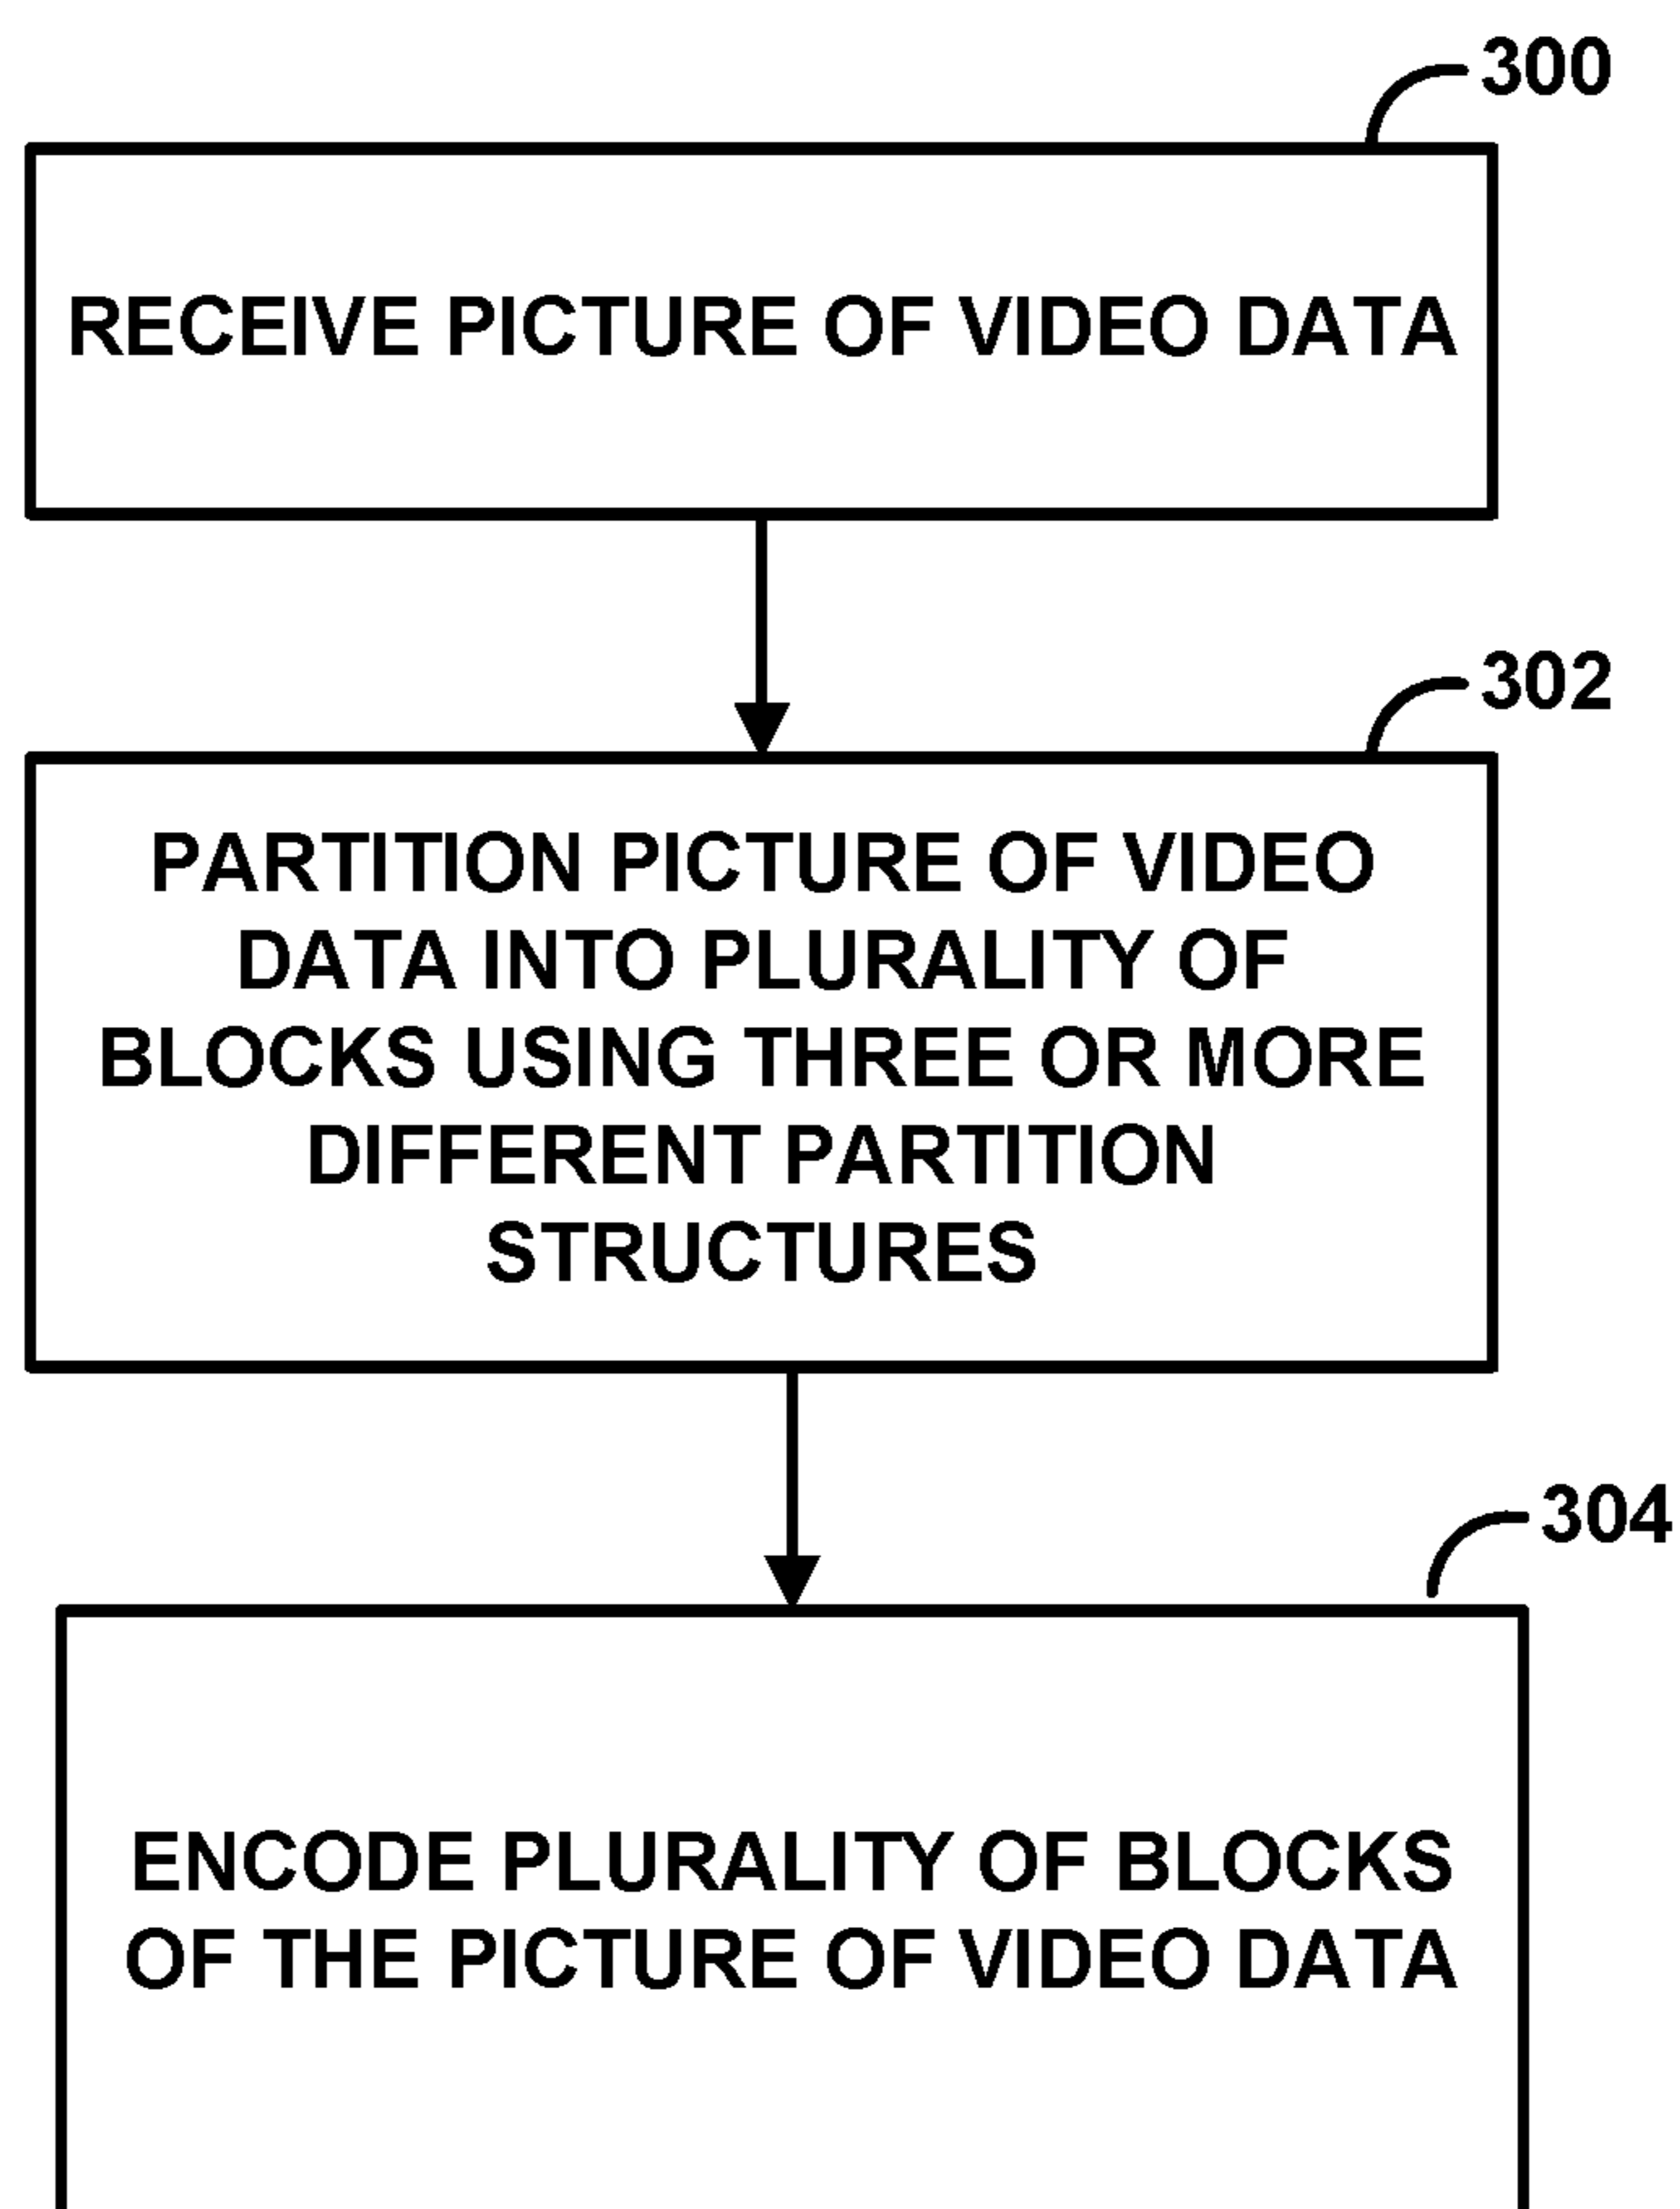 300
RECEIVE PICTURE OF VIDEO DATA
302
PARTITION PICTURE OF VIDEO
DATA INTO PLURALITY OF
BLOCKS USING THREE OR MORE
DIFFERENT PARTITION
STRUCTURES
304
ENCODE PLURALITY OF BLOCKS
OF THE PICTURE OF VIDEO DATA